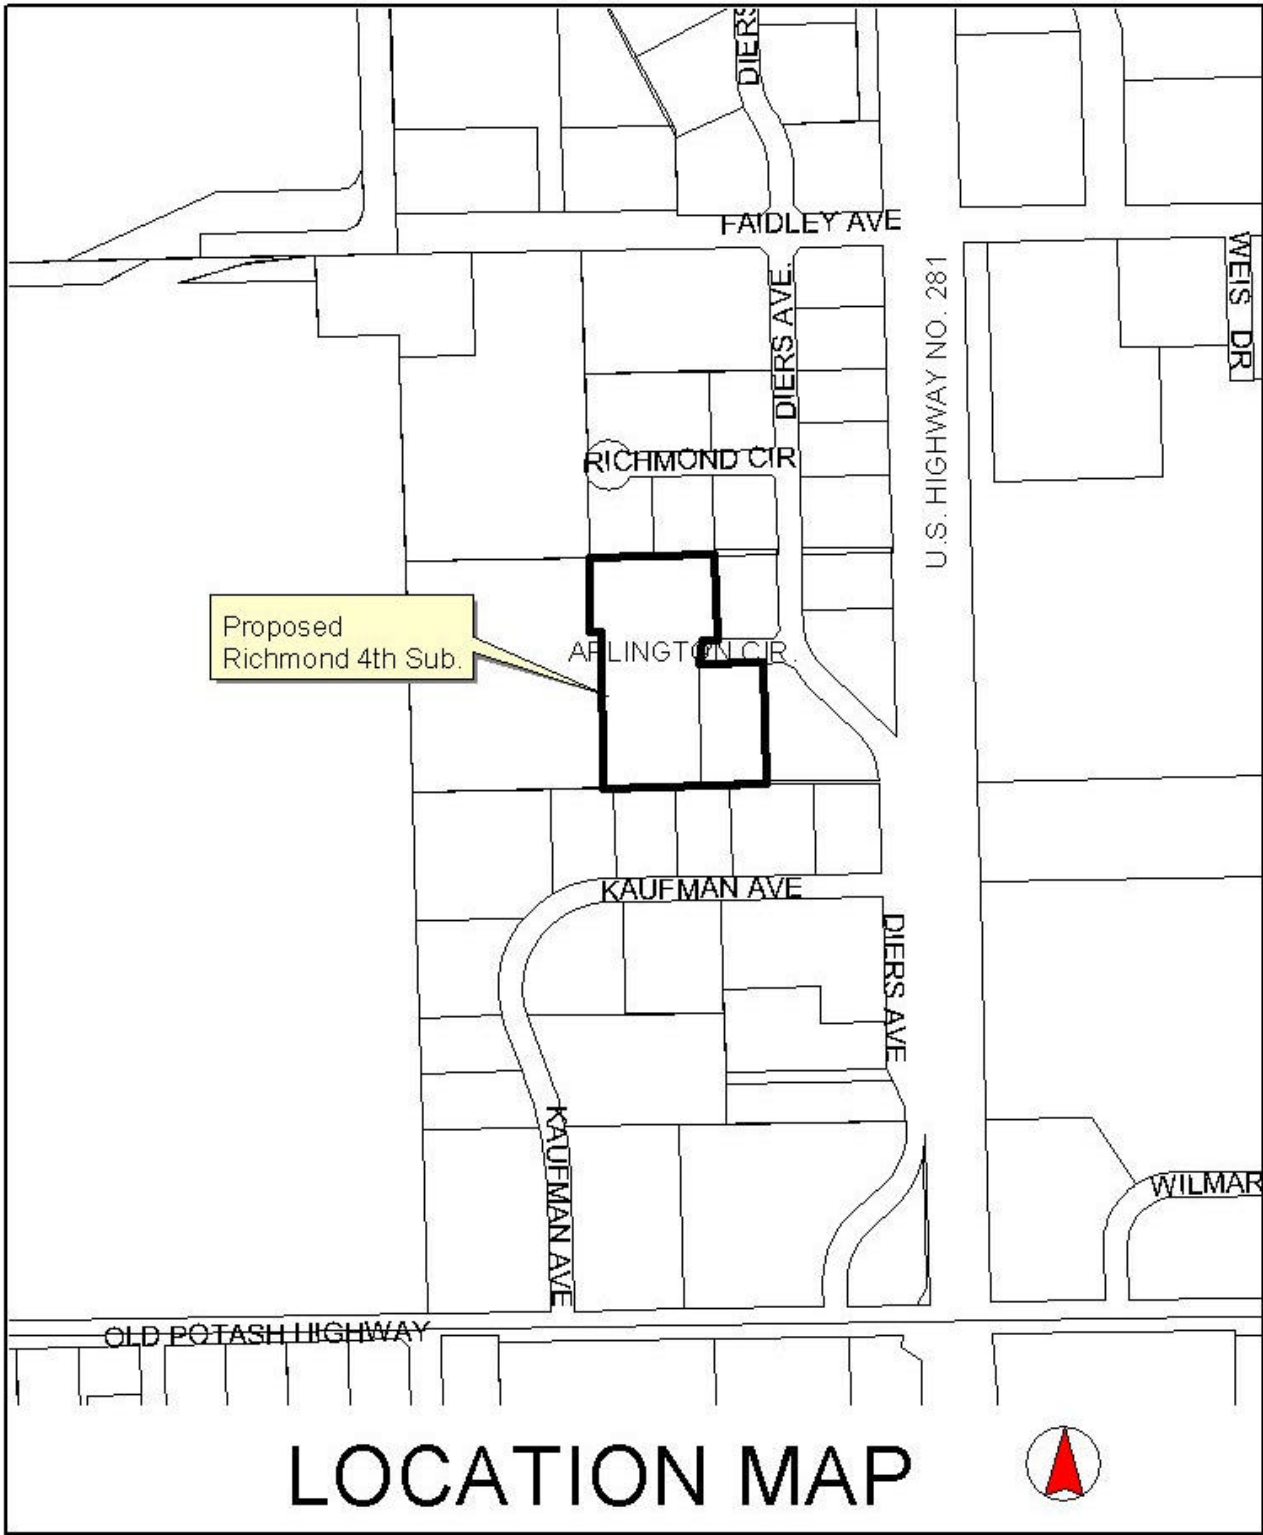 DIERS
FAIDLEY AVE
WEIS DR
DIERS AVE.
U.S. HIGHWAY NO. 281
RICHMOND CIR
Proposed
Richmond 4th Sub.
ARLINGTON CIR.
KAUFMAN AVE
DIERS AVE
KAUFMAN AVE
WILMAR
OLD POTASH HIGHWAY
LOCATION MAP